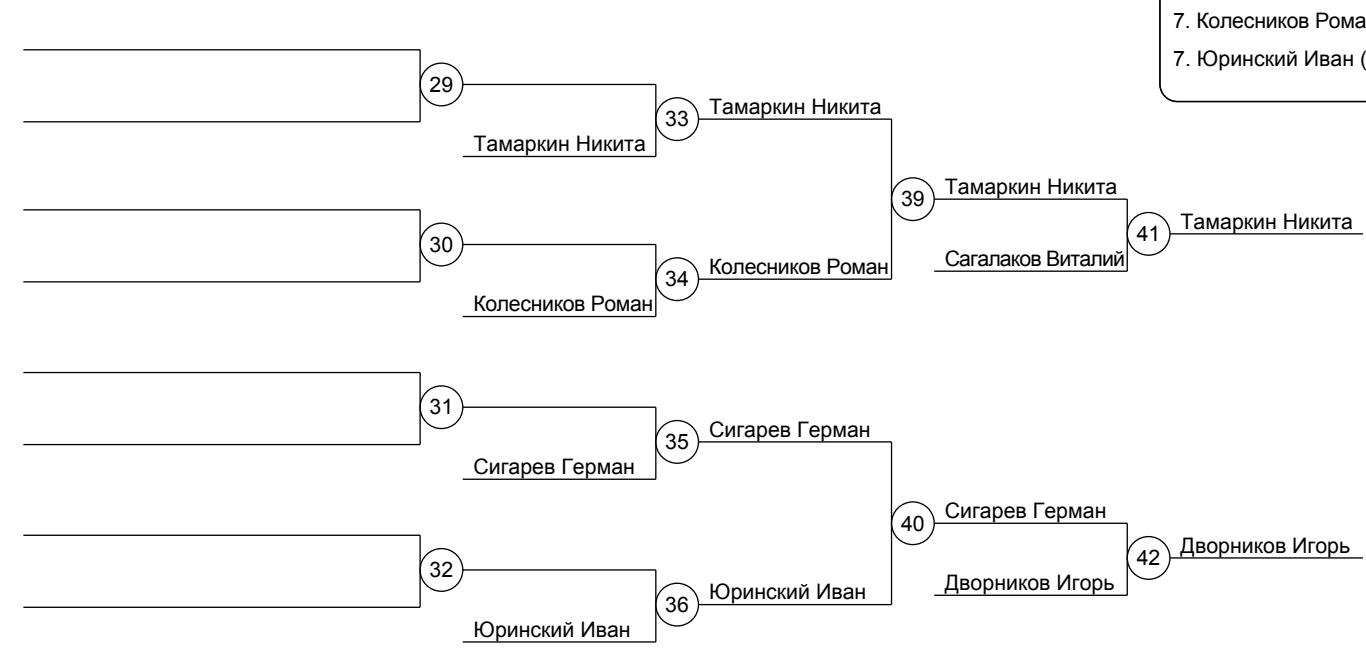 7. Колесников Рома
7. Юринский Иван (
29
33
Тамаркин Никита
Тамаркин Никита
39
Тамаркин Никита
41
Тамаркин Никита
30
34
Колесников Роман
Сагалаков Виталий
Колесников Роман
31
35
Сигарев Герман
Сигарев Герман
40
Сигарев Герман
42
Дворников Игорь
32
36
Юринский Иван
Дворников Игорь
Юринский Иван